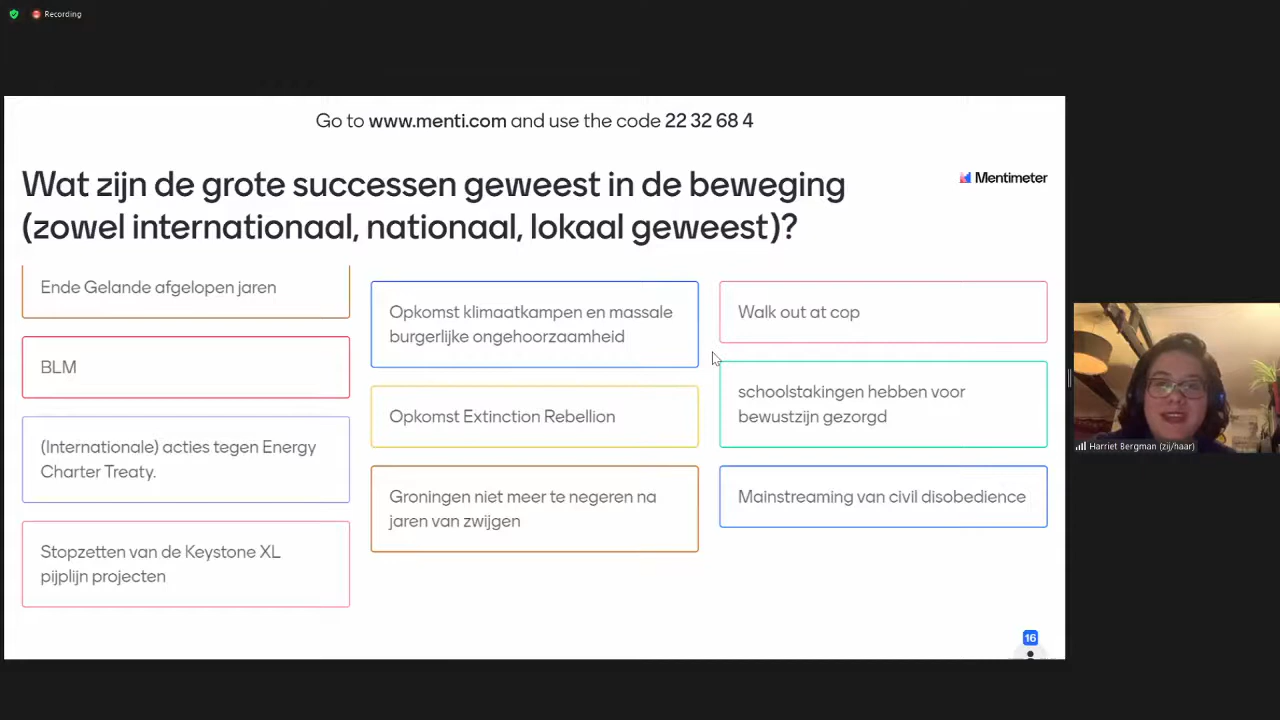 Recording
Go to www.menti.com and use the code 22 32 68 4
Wat zijn de grote successen geweest in de beweging
(zowel internationaal, nationaal, lokaal geweest)?
Mentimeter
Ende Gelande afgelopen jaren
BLM
(Internationale) acties tegen Energy
Charter Treaty.
Stopzetten van de Keystone XL
pijplijn projecten
Opkomst klimaatkampen en massale
burgerlijke ongehoorzaamheid
Opkomst Extinction Rebellion
Groningen niet meer te negeren na
jaren van zwijgen
Walk out at cop
schoolstakingen hebben voor
bewustzijn gezorgd
Mainstreaming van civil disobedience
16
Harriet Bergman (zij/haar)